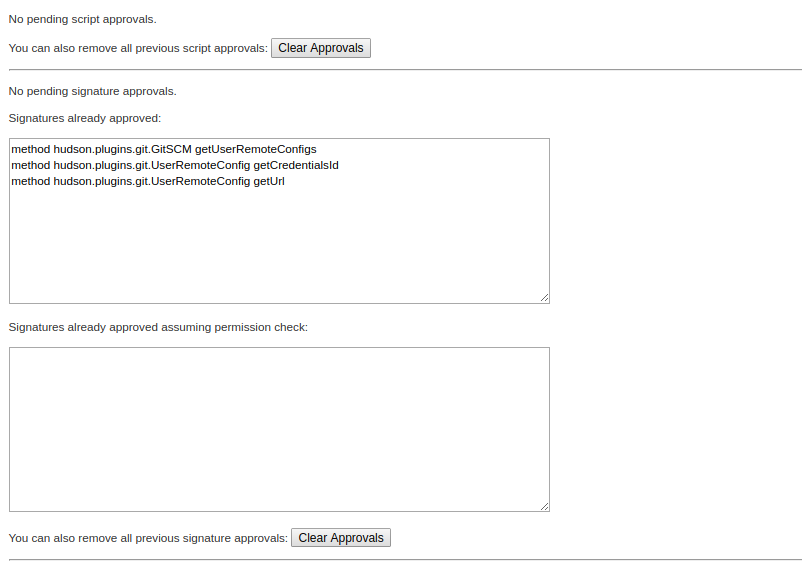 No pending script approvals.
You can also remove all previous script approvals: Clear Approvals
No pending signature approvals.
Signatures already approved:
method hudson.plugins.git.GitSCM getUserRemoteConfigs
method hudson.plugins.git.UserRemoteConfig getCredentialsId
method hudson.plugins.git.UserRemoteConfig getUrl
Signatures already approved assuming permission check:
You can also remove all previous signature approvals: Clear Approvals